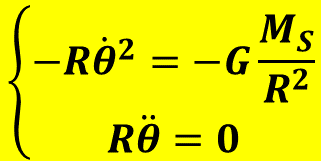 −Rθ̇² = −G M_S / R²
Rθ̈ = 0